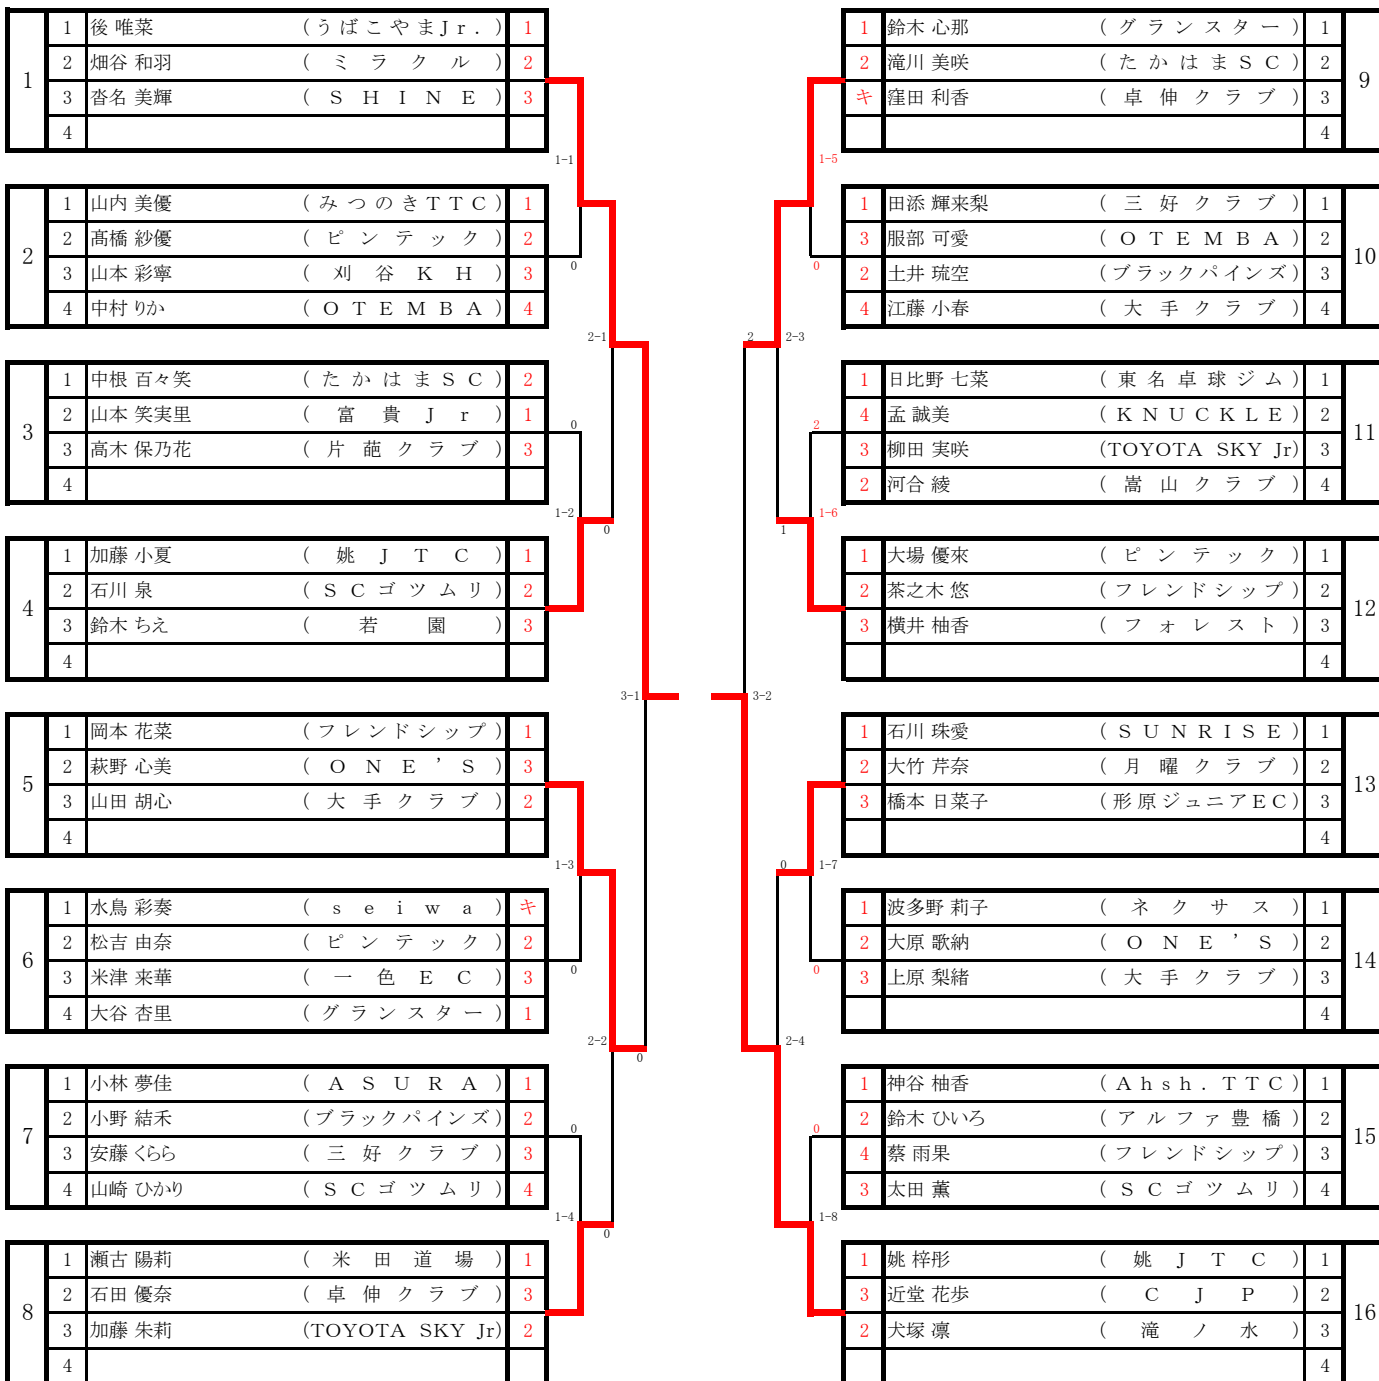 1
1 後 唯菜 (うばこやまJr.) 1
2 畑谷 和羽 (ミラクル) 2
3 沓名 美輝 (SHINE) 3
4
1-1
2
1 山内 美優 (みつのきTTC) 1
2 髙橋 紗優 (ピンテック) 2
3 山本 彩寧 (刈谷KH) 3
4 中村 りか (OTEMBA) 4
0
2-1
3
1 中根 百々笑 (たかはまSC) 2
2 山本 笑実里 (富貴Jr) 1
3 高木 保乃花 (片葩クラブ) 3
4
0
1-2
0
4
1 加藤 小夏 (姚JTC) 1
2 石川 泉 (SCゴツムリ) 2
3 鈴木 ちえ (若園) 3
4
3-1
5
1 岡本 花菜 (フレンドシップ) 1
2 萩野 心美 (ONE'S) 3
3 山田 胡心 (大手クラブ) 2
4
1-3
6
1 水鳥 彩奏 (seiwa) キ
2 松吉 由奈 (ピンテック) 2
3 米津 来華 (一色EC) 3
4 大谷 杏里 (グランスター) 1
0
2-2
0
7
1 小林 夢佳 (ASURA) 1
2 小野 結禾 (ブラックパインズ) 2
3 安藤 くらら (三好クラブ) 3
4 山崎 ひかり (SCゴツムリ) 4
0
1-4
0
8
1 瀬古 陽莉 (米田道場) 1
2 石田 優奈 (卓伸クラブ) 3
3 加藤 朱莉 (TOYOTA SKY Jr) 2
4
1 鈴木 心那 (グランスター) 1
2 滝川 美咲 (たかはまSC) 2
キ 窪田 利香 (卓伸クラブ) 3
4
9
1-5
1 田添 輝来梨 (三好クラブ) 1
3 服部 可愛 (OTEMBA) 2
2 土井 琉空 (ブラックパインズ) 3
4 江藤 小春 (大手クラブ) 4
10
0
2
2-3
1 日比野 七菜 (東名卓球ジム) 1
4 孟 誠美 (KNUCKLE) 2
3 柳田 実咲 (TOYOTA SKY Jr) 3
2 河合 綾 (嵩山クラブ) 4
11
2
1-6
1
1 大場 優來 (ピンテック) 1
2 茶之木 悠 (フレンドシップ) 2
3 横井 柚香 (フォレスト) 3
4
12
3-2
1 石川 珠愛 (SUNRISE) 1
2 大竹 芹奈 (月曜クラブ) 2
3 橋本 日菜子 (形原ジュニアEC) 3
4
13
0
1-7
1 波多野 莉子 (ネクサス) 1
2 大原 歌納 (ONE'S) 2
3 上原 梨緒 (大手クラブ) 3
4
14
0
2-4
1 神谷 柚香 (Ahsh.TTC) 1
2 鈴木 ひいろ (アルファ豊橋) 2
4 蔡 雨果 (フレンドシップ) 3
3 太田 薫 (SCゴツムリ) 4
15
0
1-8
1 姚 梓彤 (姚JTC) 1
3 近堂 花歩 (CJP) 2
2 犬塚 凛 (滝ノ水) 3
4
16